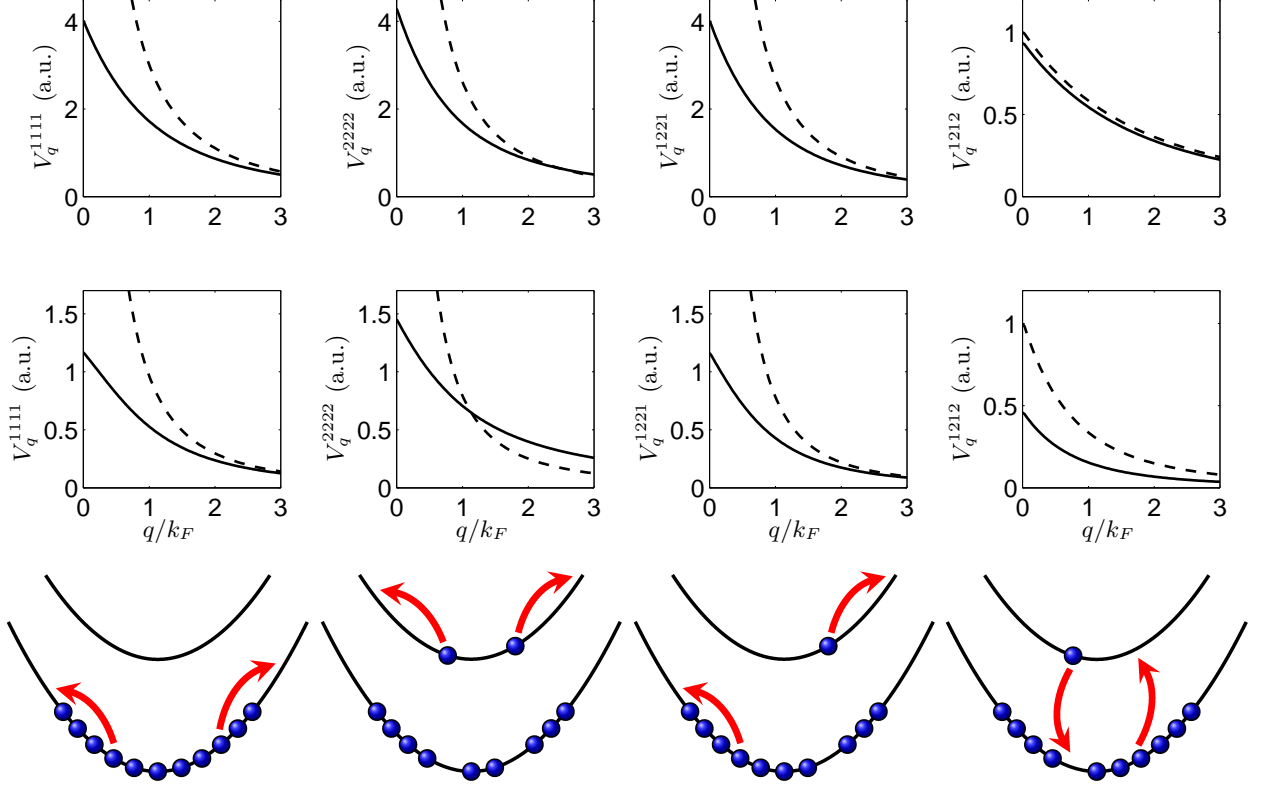 V_q^{1111} (a.u.)
4
2
0
0 1 2 3
V_q^{2222} (a.u.)
4
2
0
0 1 2 3
V_q^{1221} (a.u.)
4
2
0
0 1 2 3
V_q^{1212} (a.u.)
1
0.5
0
0 1 2 3
V_q^{1111} (a.u.)
1.5
1
0.5
0
0 1 2 3
q/k_F
V_q^{2222} (a.u.)
1.5
1
0.5
0
0 1 2 3
q/k_F
V_q^{1221} (a.u.)
1.5
1
0.5
0
0 1 2 3
q/k_F
V_q^{1212} (a.u.)
1
0.5
0
0 1 2 3
q/k_F